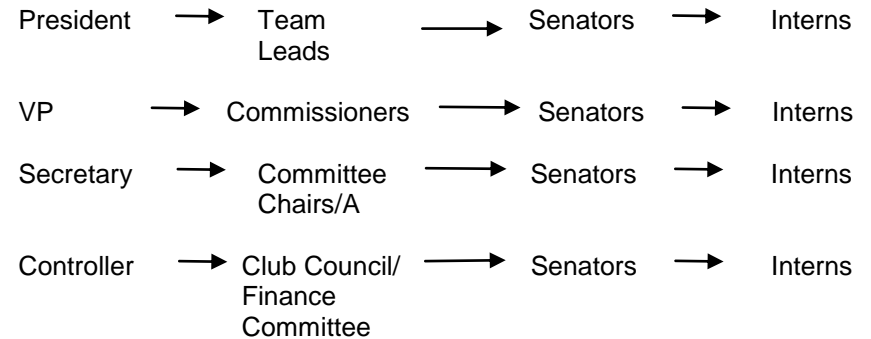 President Team Senators Interns
Leads
VP Commissioners Senators Interns
Secretary Committee Senators Interns
Chairs/A
Controller Club Council/ Senators Interns
Finance
Committee